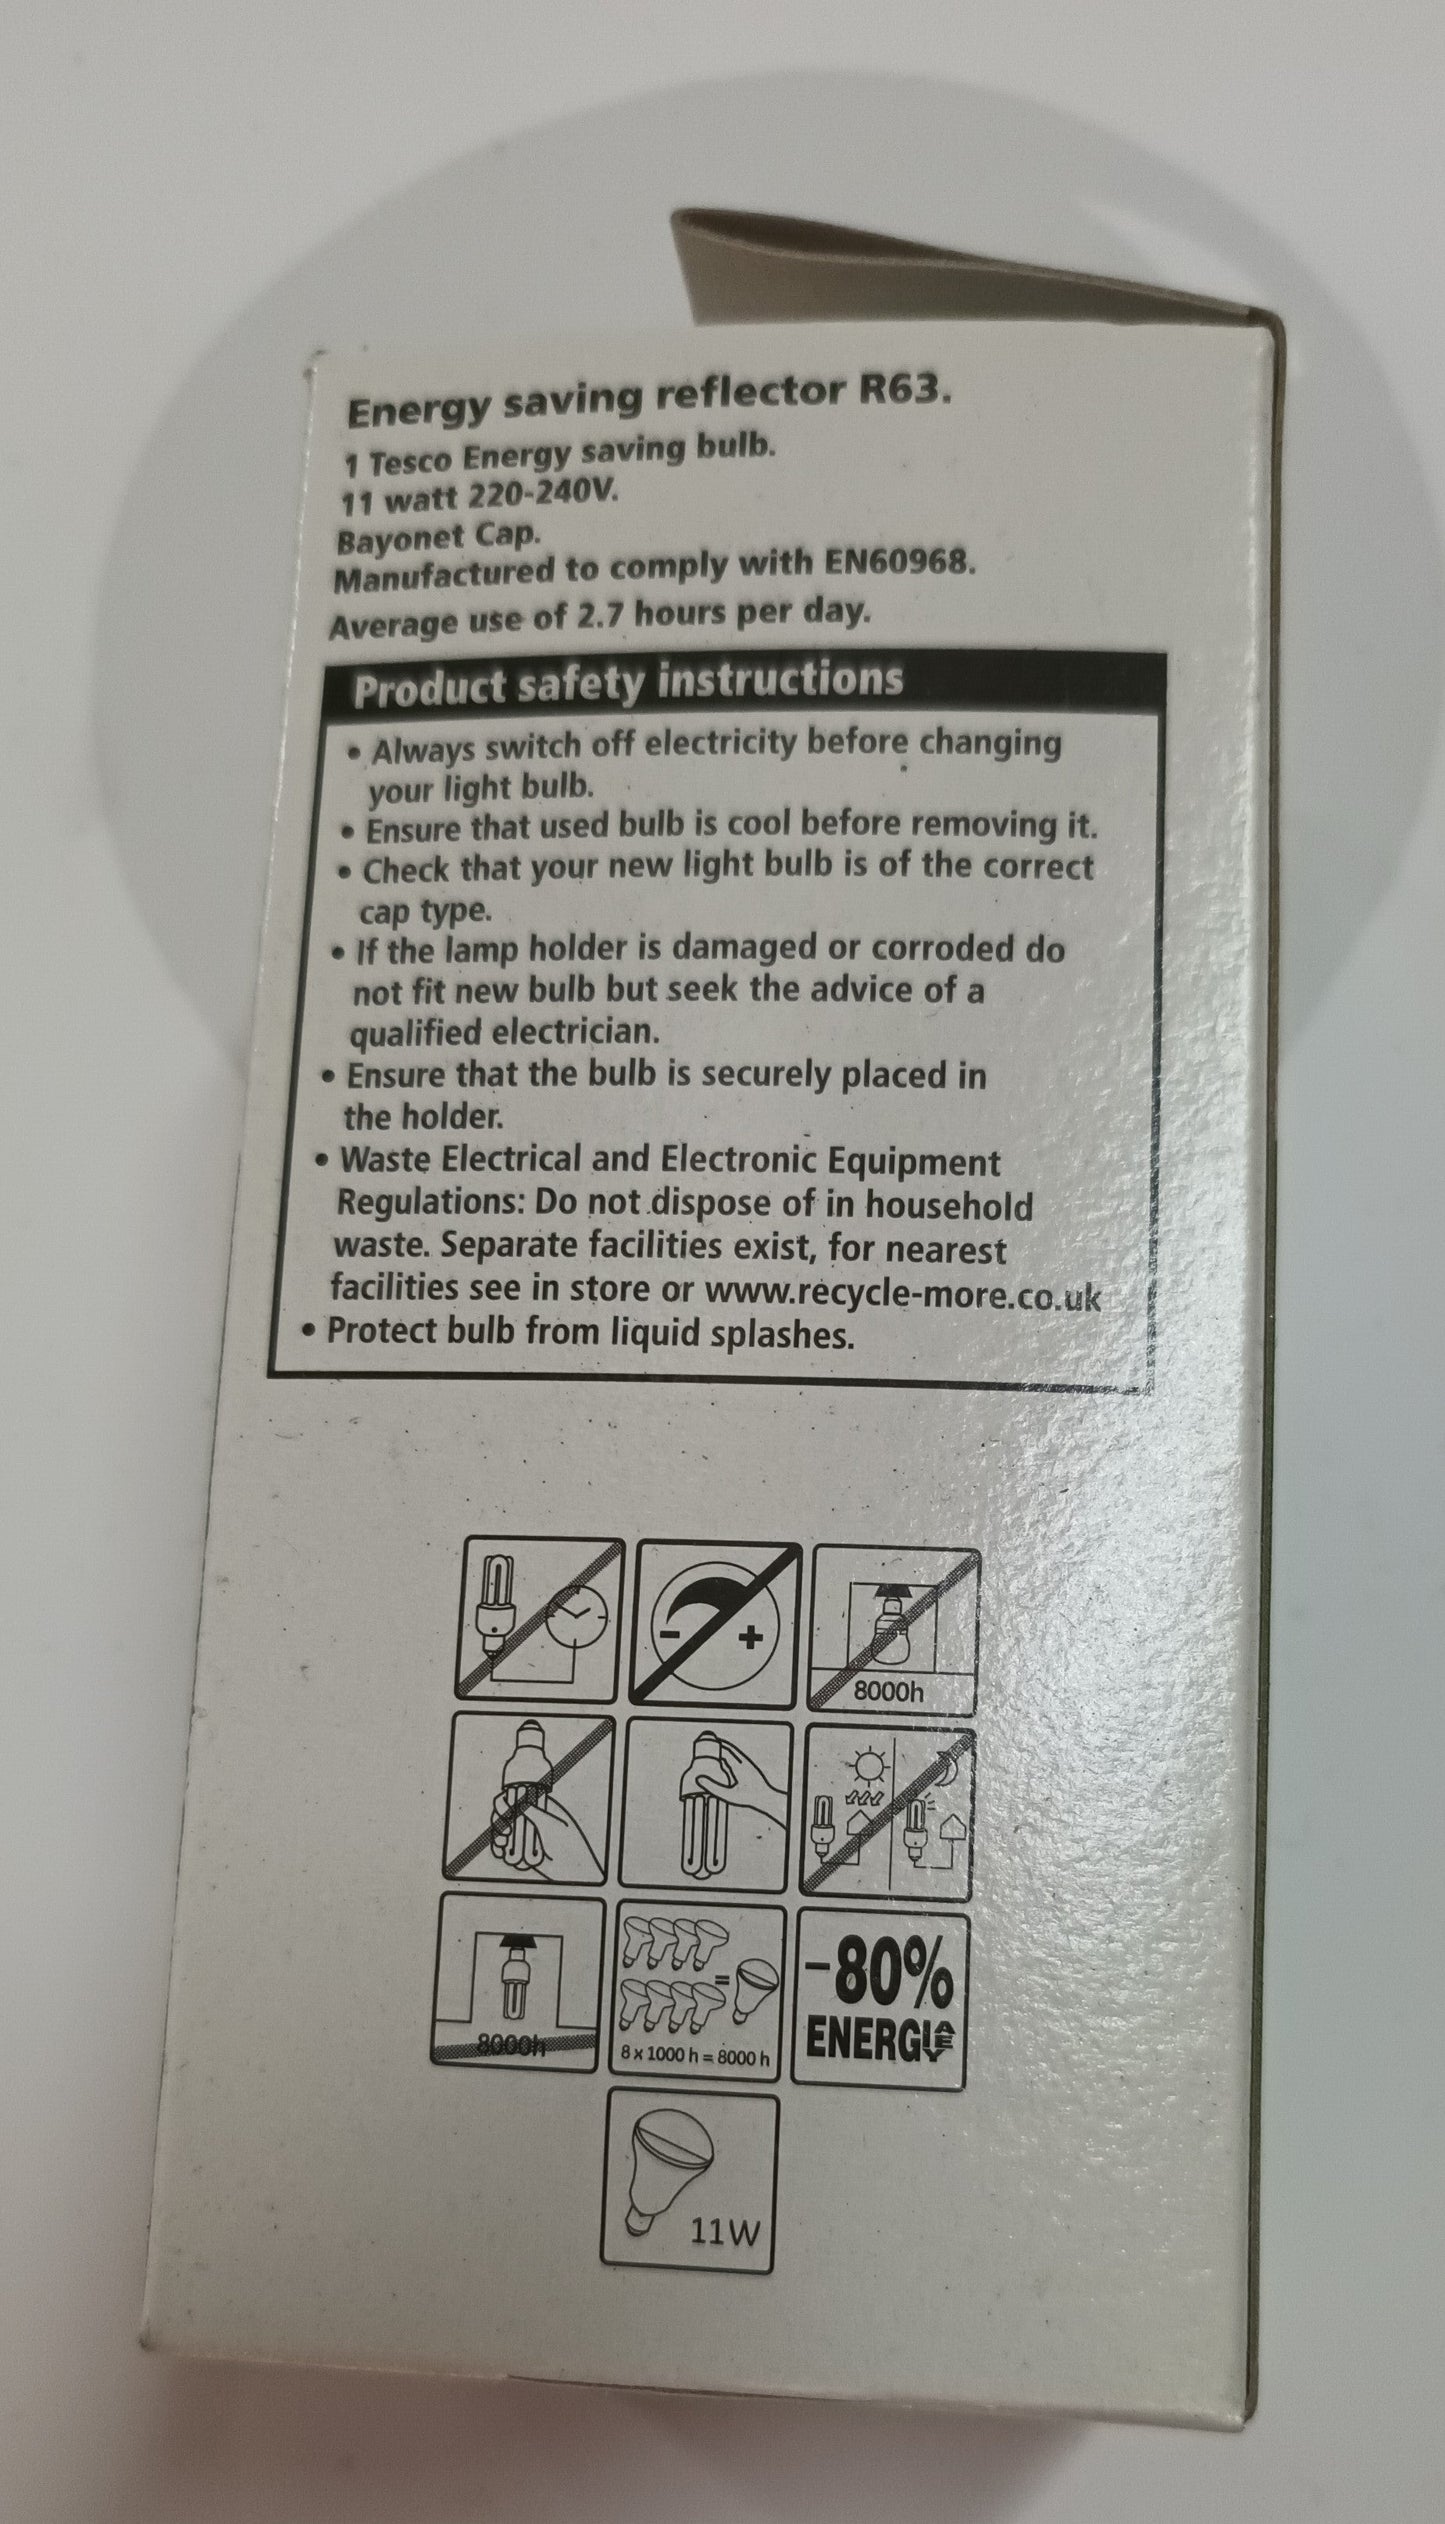 Energy saving reflector R63.
1 Tesco Energy saving bulb.
11 watt 220-240V.
Bayonet Cap.
Manufactured to comply with EN60968.
Average use of 2.7 hours per day.
Product safety instructions
• Always switch off electricity before changing
your light bulb.
• Ensure that used bulb is cool before removing it.
• Check that your new light bulb is of the correct
cap type.
• If the lamp holder is damaged or corroded do
not fit new bulb but seek the advice of a
qualified electrician.
• Ensure that the bulb is securely placed in
the holder.
• Waste Electrical and Electronic Equipment
Regulations: Do not dispose of in household
waste. Separate facilities exist, for nearest
facilities see in store or www.recycle-more.co.uk
• Protect bulb from liquid splashes.
- +
8000h
8000h
=
8 x 1000 h = 8000 h
-80%
ENERGI A E Y
11W